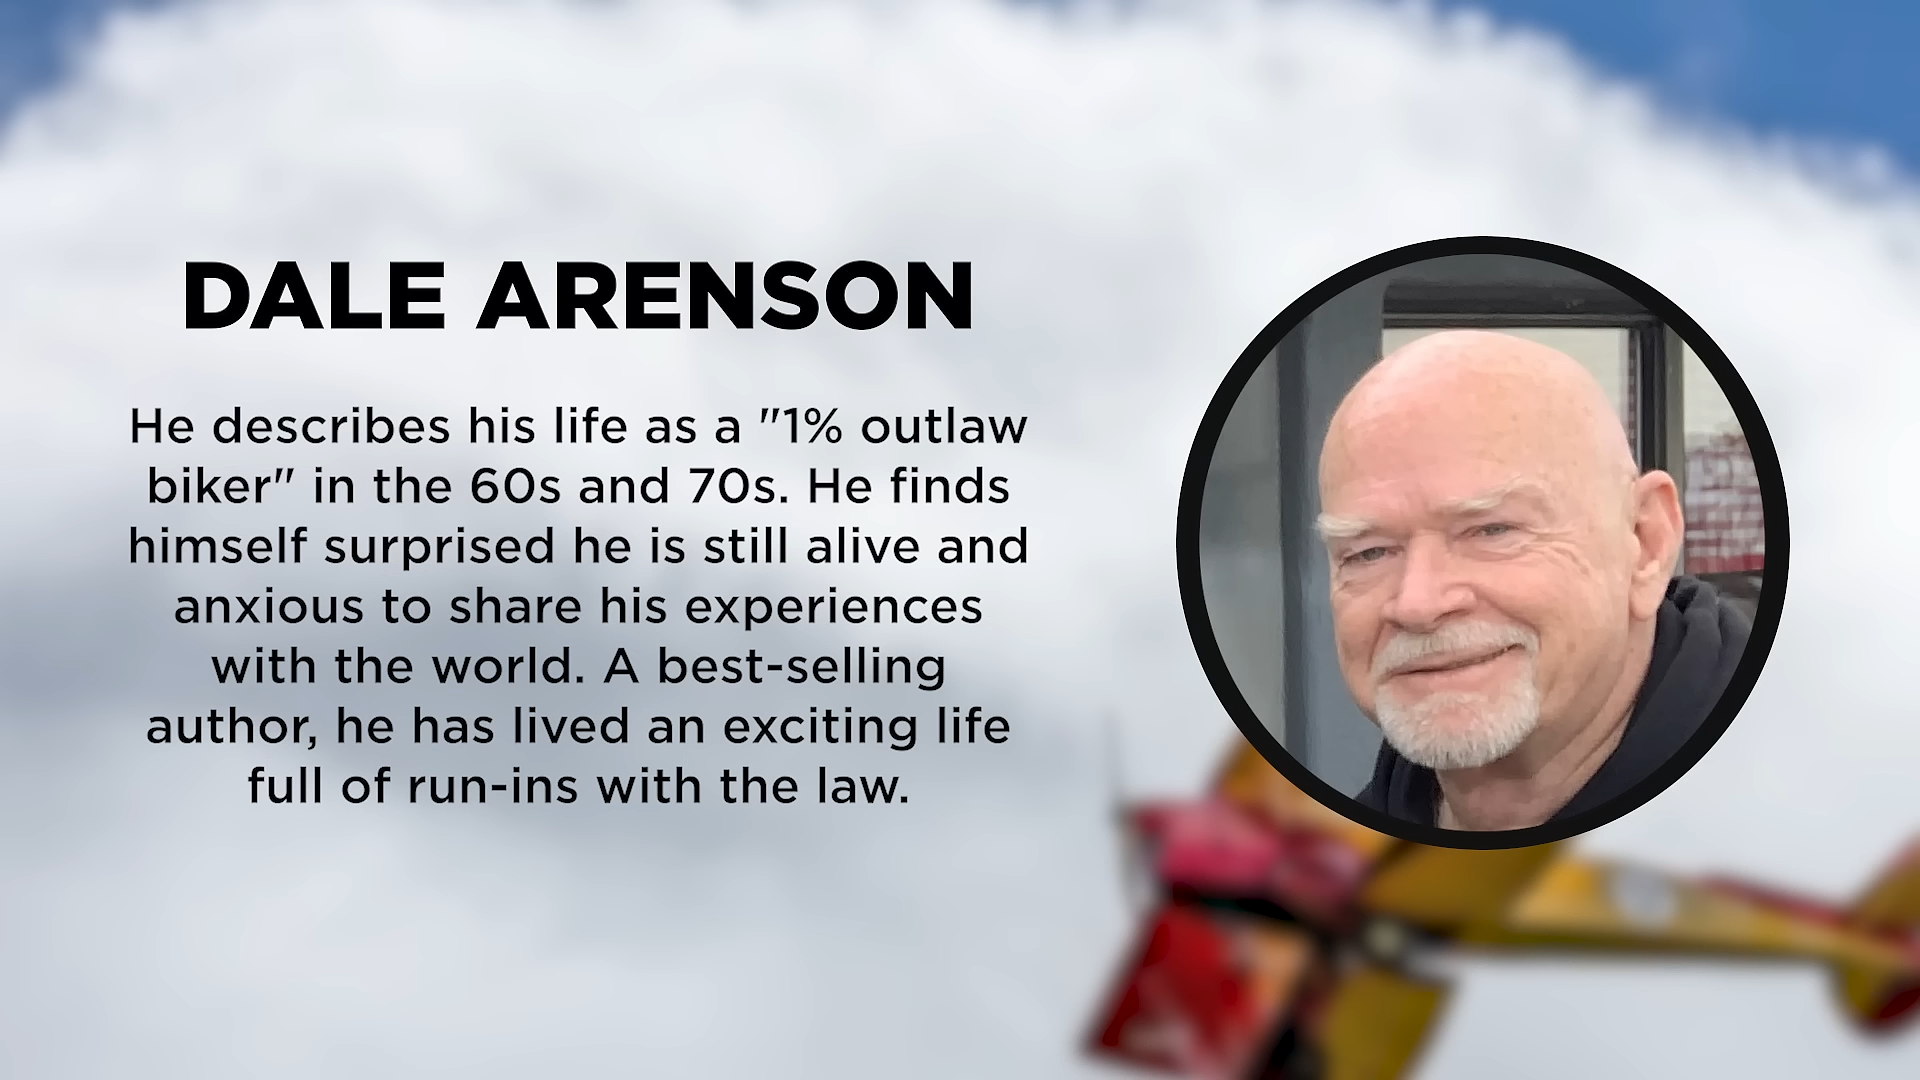 DALE ARENSON
He describes his life as a "1% outlaw
biker" in the 60s and 70s. He finds
himself surprised he is still alive and
anxious to share his experiences
with the world. A best-selling
author, he has lived an exciting life
full of run-ins with the law.